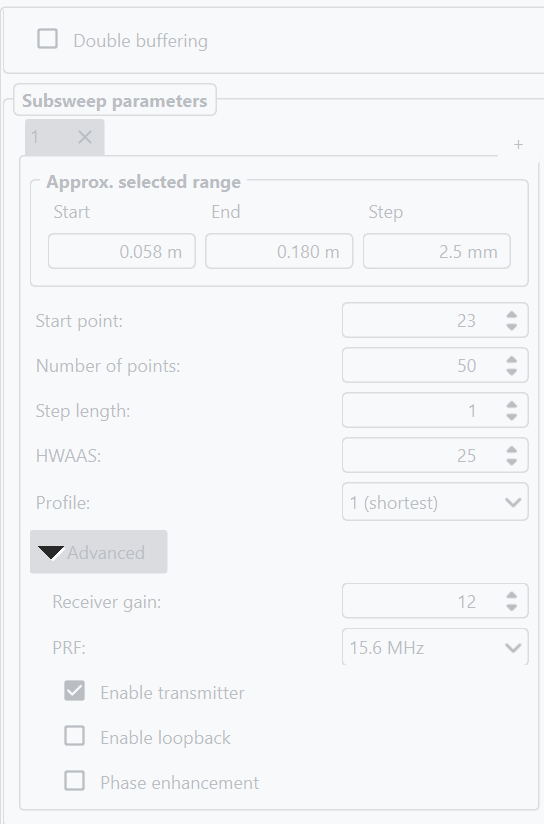 Double buffering
Subsweep parameters
1
+
Approx. selected range
Start End Step
0.058 m 0.180 m 2.5 mm
Start point: 23
Number of points: 50
Step length: 1
HWAAS: 25
Profile: 1 (shortest)
Advanced
Receiver gain: 12
PRF: 15.6 MHz
Enable transmitter
Enable loopback
Phase enhancement